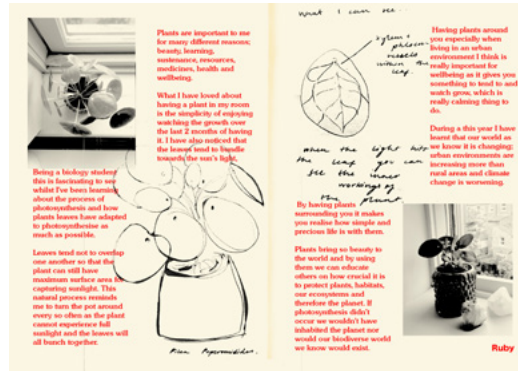 Plants are important to me
for many different reasons;
beauty, learning,
sustenance, resources,
medicines, health and
wellbeing.
What I have loved about
having a plant in my room
is the simplicity of enjoying
watching the growth over
the last 2 months of having
it. I have also noticed that
the leaves tend to bundle
towards the sun's light.
Being a biology student
this is fascinating to see
whilst I've been learning
about the process of
photosynthesis and how
plants leaves have adapted
to photosynthesise as
much as possible.
Leaves tend not to overlap
one another so that the
plant can still have
maximum surface area for
capturing sunlight. This
natural process reminds
me to turn the pot around
every so often as the plant
cannot experience full
sunlight and the leaves will
all bunch together.
what I can see...
xylem &
phloem
vessels
within the
leaf.
when the light hits
the leaf you can
see the inner
workings of
the plant
Having plants around
you especially when
living in an urban
environment I think is
really important for
wellbeing as it gives you
something to tend to and
watch grow, which is
really calming thing to
do.
During a this year I have
learnt that our world as
we know it is changing;
urban environments are
increasing more than
rural areas and climate
change is worsening.
By having plants
surrounding you it makes
you realise how simple and
precious life is with them.
Plants bring so beauty to
the world and by using
them we can educate
others on how crucial it is
to protect plants, habitats,
our ecosystems and
therefore the planet. If
photosynthesis didn't
occur we wouldn't have
inhabited the planet nor
would our biodiverse world
we know would exist.
Ruby